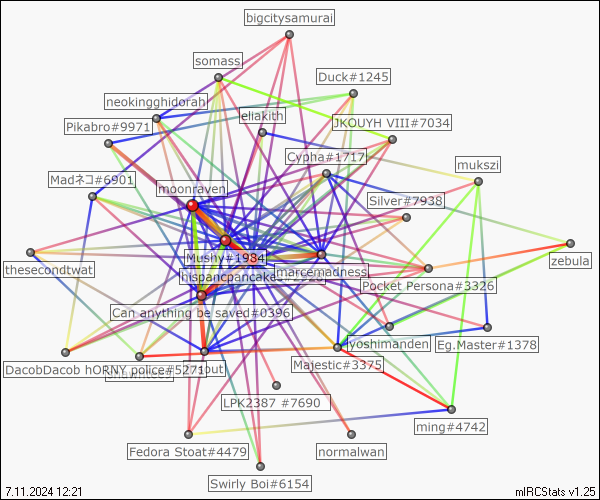 bigcitysamurai
somass
Duck#1245
neokingghidorah
eliakith
JKOUYH VIII#7034
Pikabro#9971
Cypha#1717
mukszi
Madネコ#6901
moonraven
Silver#7938
Mushy#1984
zebula
thesecondtwat
marcemadness
Pocket Persona#3326
Can anything be saved#0396
yoshimanden
Eg.Master#1378
Majestic#3375
DacobDacob hORNY police#5271
LPK2387 #7690
ming#4742
Fedora Stoat#4479
normalwan
Swirly Boi#6154
7.11.2024 12:21
mIRCStats v1.25